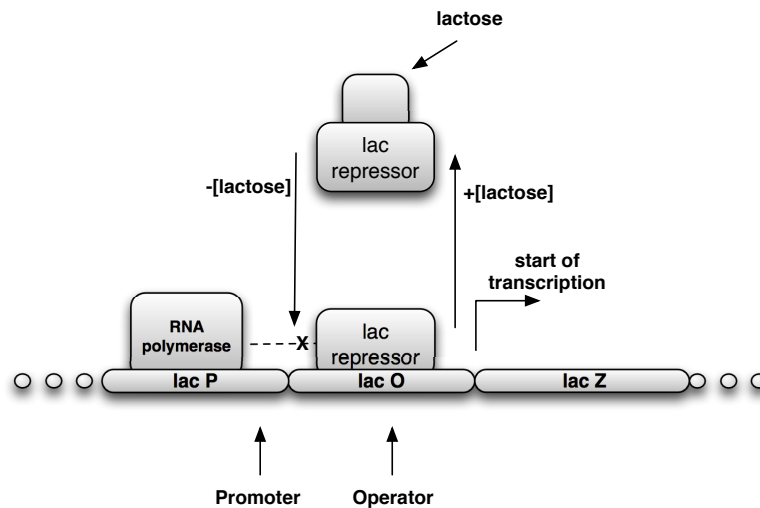 lactose
lac
repressor
-[lactose]
+[lactose]
start of
transcription
RNA
polymerase
X
lac
repressor
lac P
lac O
lac Z
Promoter
Operator